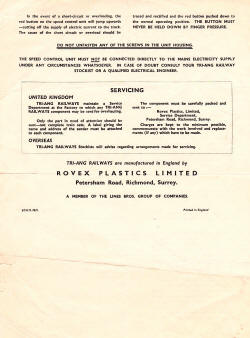 In the event of a short-circuit or overloading, the
red button on the speed control unit will jump upwards
—cutting off the supply of electric current to the track.
The cause of the short circuit or overload should be
traced and rectified and the red button pushed down to
the normal operating position. THE BUTTON MUST
NEVER BE HELD DOWN BY FINGER PRESSURE.
DO NOT UNFASTEN ANY OF THE SCREWS IN THE UNIT HOUSING.
THE SPEED CONTROL UNIT MUST NOT BE CONNECTED DIRECTLY TO THE MAINS ELECTRICITY SUPPLY
UNDER ANY CIRCUMSTANCES WHATSOEVER. IN CASE OF DOUBT CONSULT YOUR TRI-ANG RAILWAY
STOCKIST OR A QUALIFIED ELECTRICAL ENGINEER.
SERVICING
UNITED KINGDOM
TRI-ANG RAILWAYS maintain a Service
Department at the factory to which any TRI-ANG
RAILWAYS component may be sent for overhauling.
Only the part in need of attention should be
sent—not complete train sets. A label giving the
name and address of the sender must be attached
to each component.
The component must be carefully packed and
sent to—
Rovex Plastics, Limited,
Service Department,
Petersham Road, Richmond, Surrey.
Charges are kept to the minimum possible,
commensurate with the work involved and replace-
ments (if any) which have to be made.
OVERSEAS
TRI-ANG RAILWAYS Stockists will advise regarding arrangements made for servicing.
TRI-ANG RAILWAYS are manufactured in England by
ROVEX PLASTICS LIMITED
Petersham Road, Richmond, Surrey.
A MEMBER OF THE LINES BROS. GROUP OF COMPANIES.
Printed in England